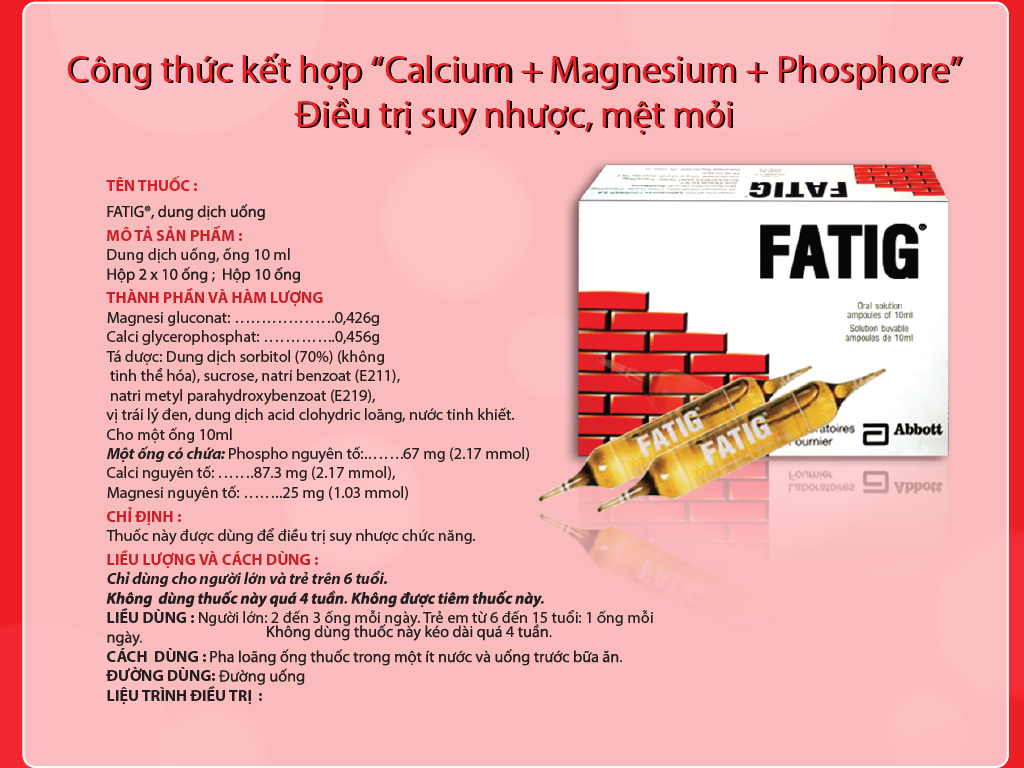 Công thức kết hợp "Calcium + Magnesium + Phosphore"
Điều trị suy nhược, mệt mỏi
TÊN THUỐC :
FATIG®, dung dịch uống
MÔ TẢ SẢN PHẨM :
Dung dịch uống, ống 10 ml
Hộp 2 x 10 ống ; Hộp 10 ống
THÀNH PHẦN VÀ HÀM LƯỢNG
Magnesi gluconat: ……………….0,426g
Calci glycerophosphat: ………….0,456g
Tá dược: Dung dịch sorbitol (70%) (không
tinh thể hóa), sucrose, natri benzoat (E211),
natri metyl parahydroxybenzoat (E219),
vị trái lý đen, dung dịch acid clohydric loãng, nước tinh khiết.
Cho một ống 10ml
Một ống có chứa: Phospho nguyên tố:…….67 mg (2.17 mmol)
Calci nguyên tố: …….87.3 mg (2.17 mmol),
Magnesi nguyên tố: ……..25 mg (1.03 mmol)
CHỈ ĐỊNH :
Thuốc này được dùng để điều trị suy nhược chức năng.
LIỀU LƯỢNG VÀ CÁCH DÙNG :
Chỉ dùng cho người lớn và trẻ trên 6 tuổi.
Không dùng thuốc này quá 4 tuần. Không được tiêm thuốc này.
LIỀU DÙNG : Người lớn: 2 đến 3 ống mỗi ngày. Trẻ em từ 6 đến 15 tuổi: 1 ống mỗi
ngày.
Không dùng thuốc này kéo dài quá 4 tuần.
CÁCH DÙNG : Pha loãng ống thuốc trong một ít nước và uống trước bữa ăn.
ĐƯỜNG DÙNG: Đường uống
LIỆU TRÌNH ĐIỀU TRỊ :
FATIG
FATIG®
Oral solution
ampoules of 10ml
Solution buvable
ampoules de 10ml
Abbott
FATIG
FATIG